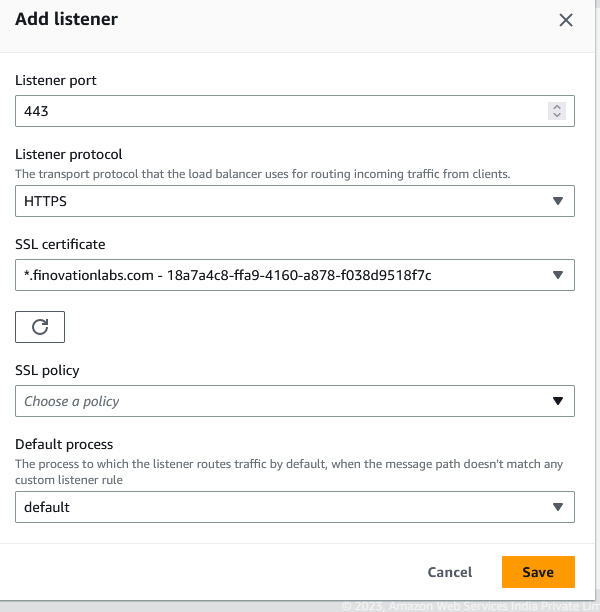 Add listener
Listener port
443
Listener protocol
The transport protocol that the load balancer uses for routing incoming traffic from clients.
HTTPS
SSL certificate
*.finovationlabs.com - 18a7a4c8-ffa9-4160-a878-f038d9518f7c
SSL policy
Choose a policy
Default process
The process to which the listener routes traffic by default, when the message path doesn't match any
custom listener rule
default
Cancel
Save
© 2023, Amazon Web Services India Private Lim